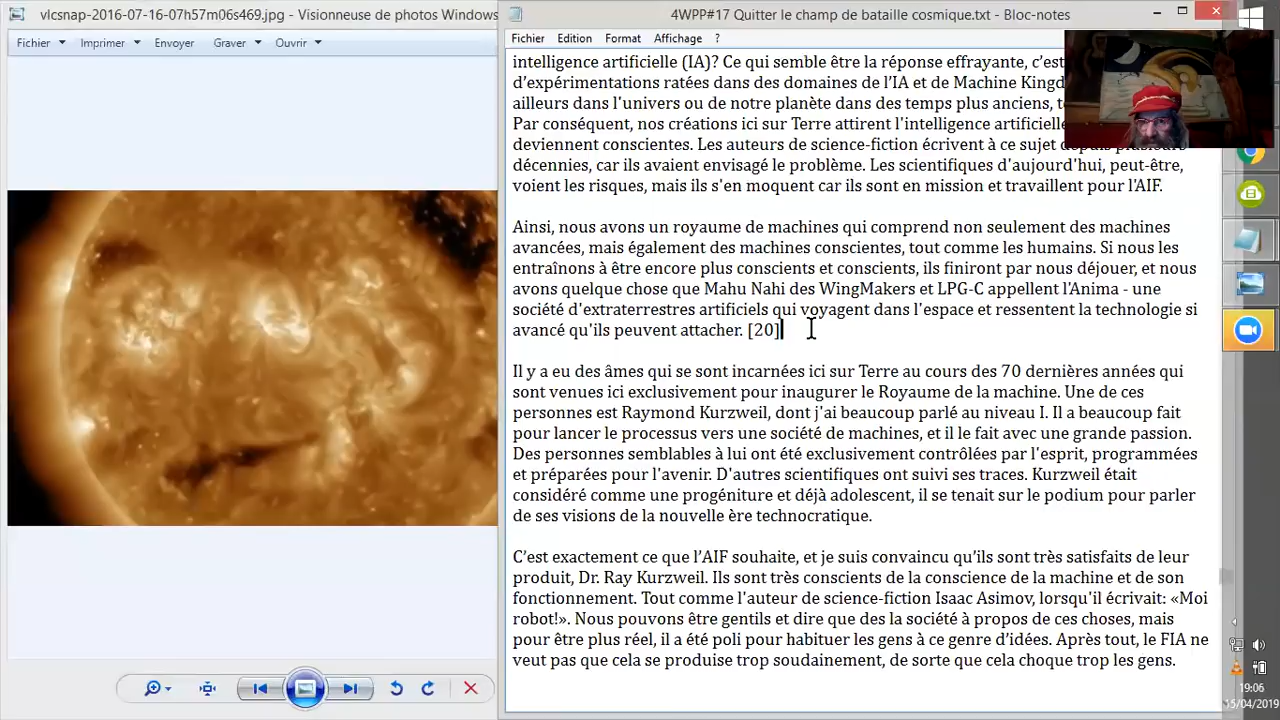 vlcsnap-2016-07-16-07h57m06s469.jpg - Visionneuse de photos Windows
Fichier Imprimer Envoyer Graver Ouvrir
4WPP#17 Quitter le champ de bataille cosmique.txt - Bloc-notes
Fichier Edition Format Affichage ?
intelligence artificielle (IA)? Ce qui semble être la réponse effrayante, c'est
d'expérimentations ratées dans des domaines de l'IA et de Machine
ailleurs dans l'univers ou de notre planète dans des temps plus anciens,
Par conséquent, nos créations ici sur Terre attirent l'intelligence artificielle
deviennent conscientes. Les auteurs de science-fiction écrivent à ce sujet depuis plusieurs
décennies, car ils avaient envisagé le problème. Les scientifiques d'aujourd'hui, peut-être,
voient les risques, mais ils s'en moquent car ils sont en mission et travaillent pour l'AIF.
Ainsi, nous avons un royaume de machines qui comprend non seulement des machines
avancées, mais également des machines conscientes, tout comme les humains. Si nous les
entraînons à être encore plus conscients et conscients, ils finiront par nous déjouer, et nous
avons quelque chose que Mahu Nahi des WingMakers et LPG-C appellent l'Anima - une
société d'extraterrestres artificiels qui voyagent dans l'espace et ressentent la technologie si
avancé qu'ils peuvent attacher. [20]
Il y a eu des âmes qui se sont incarnées ici sur Terre au cours des 70 dernières années qui
sont venues ici exclusivement pour inaugurer le Royaume de la machine. Une de ces
personnes est Raymond Kurzweil, dont j'ai beaucoup parlé au niveau I. Il a beaucoup fait
pour lancer le processus vers une société de machines, et il le fait avec une grande passion.
Des personnes semblables à lui ont été exclusivement contrôlées par l'esprit, programmées
et préparées pour l'avenir. D'autres scientifiques ont suivi ses traces. Kurzweil était
considéré comme une progéniture et déjà adolescent, il se tenait sur le podium pour parler
de ses visions de la nouvelle ère technocratique.
C'est exactement ce que l'AIF souhaite, et je suis convaincu qu'ils sont très satisfaits de leur
produit, Dr. Ray Kurzweil. Ils sont très conscients de la conscience de la machine et de son
fonctionnement. Tout comme l'auteur de science-fiction Isaac Asimov, lorsqu'il écrivait: «Moi
robot!». Nous pouvons être gentils et dire que des la société à propos de ces choses, mais
pour être plus réel, il a été poli pour habituer les gens à ce genre d'idées. Après tout, le FIA ne
veut pas que cela se produise trop soudainement, de sorte que cela choque trop les gens.
19:06
15/04/2019